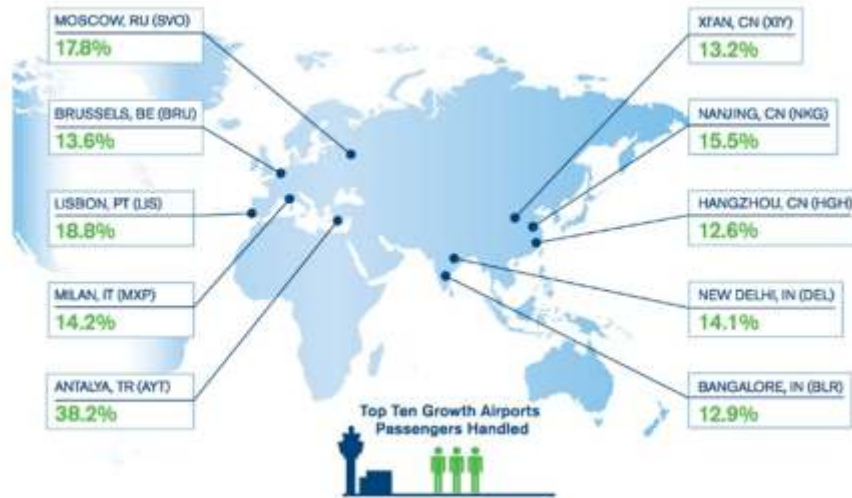 MOSCOW, RU (SVO)
17.8%
BRUSSELS, BE (BRU)
13.6%
LISBON, PT (LIS)
18.8%
MILAN, IT (MXP)
14.2%
ANTALYA, TR (AYT)
38.2%
XI'AN, CN (XIY)
13.2%
NANJING, CN (NKG)
15.5%
HANGZHOU, CN (HGH)
12.6%
NEW DELHI, IN (DEL)
14.1%
BANGALORE, IN (BLR)
12.9%
Top Ten Growth Airports
Passengers Handled